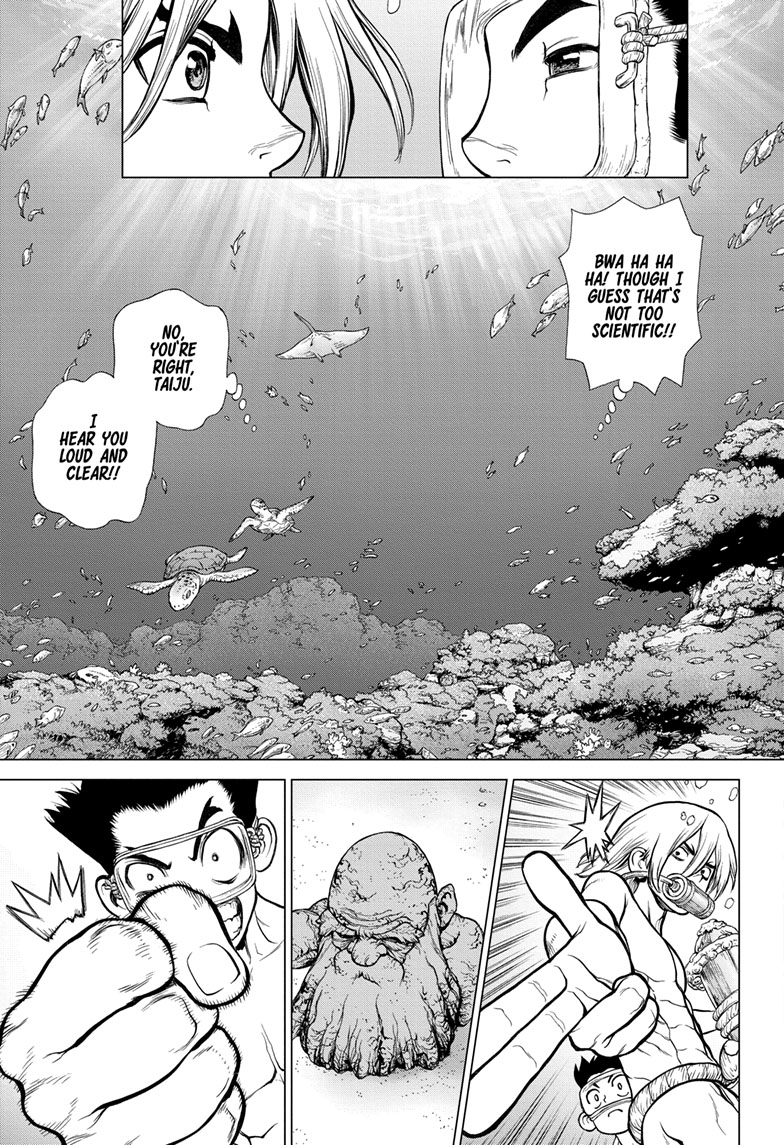 BWA HA HA
HA! THOUGH I
GUESS THAT'S
NOT TOO
SCIENTIFIC!!
NO,
YOU'RE
RIGHT,
TAIJU.
I
HEAR YOU
LOUD AND
CLEAR!!